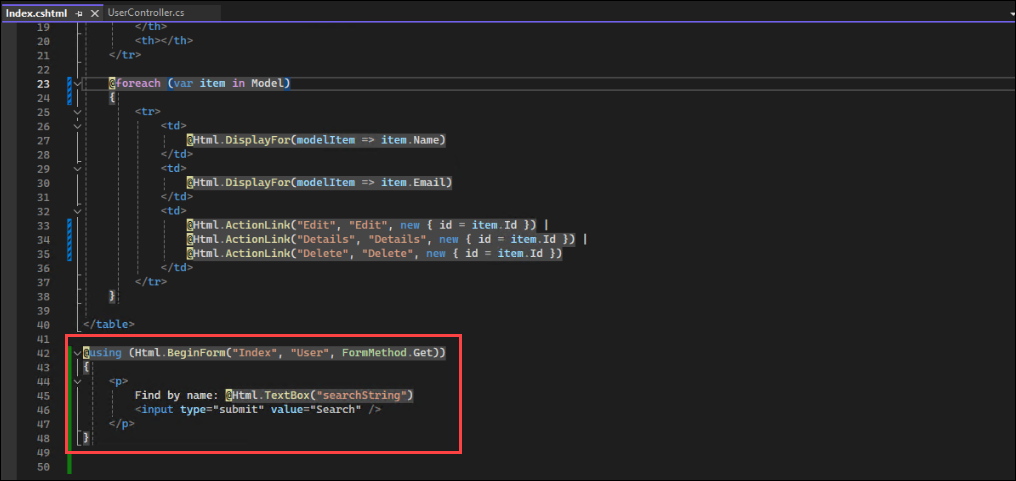 Index.cshtml UserController.cs
19 </th>
20 <th></th>
21 </tr>
22
23 @foreach (var item in Model)
24 {
25 <tr>
26 <td>
27 @Html.DisplayFor(modelItem => item.Name)
28 </td>
29 <td>
30 @Html.DisplayFor(modelItem => item.Email)
31 </td>
32 <td>
33 @Html.ActionLink("Edit", "Edit", new { id = item.Id }) |
34 @Html.ActionLink("Details", "Details", new { id = item.Id }) |
35 @Html.ActionLink("Delete", "Delete", new { id = item.Id })
36 </td>
37 </tr>
38 }
39
40 </table>
41
42 @using (Html.BeginForm("Index", "User", FormMethod.Get))
43 {
44 <p>
45 Find by name: @Html.TextBox("searchString")
46 <input type="submit" value="Search" />
47 </p>
48 }
49
50